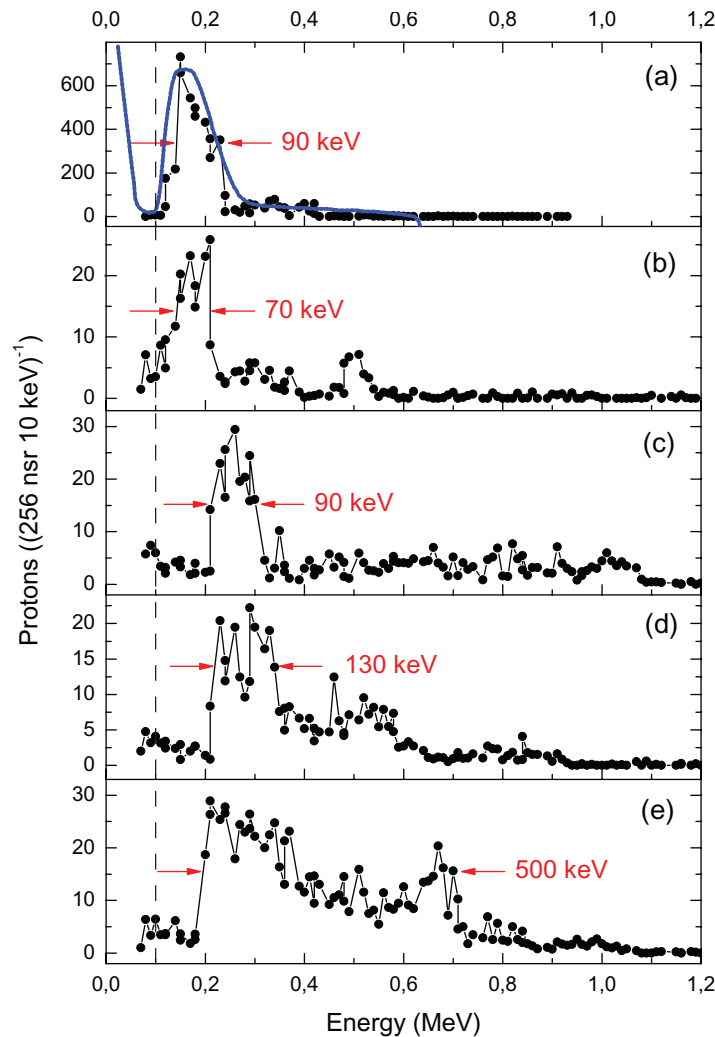 0,0 0,2 0,4 0,6 0,8 1,0 1,2
(a)
600
400
200
0
90 keV
(b)
20
10
0
70 keV
(c)
30
20
10
0
90 keV
(d)
20
15
10
5
0
130 keV
(e)
30
20
10
0
500 keV
Protons ((256 nsr 10 keV)⁻¹
0,0 0,2 0,4 0,6 0,8 1,0 1,2
Energy (MeV)